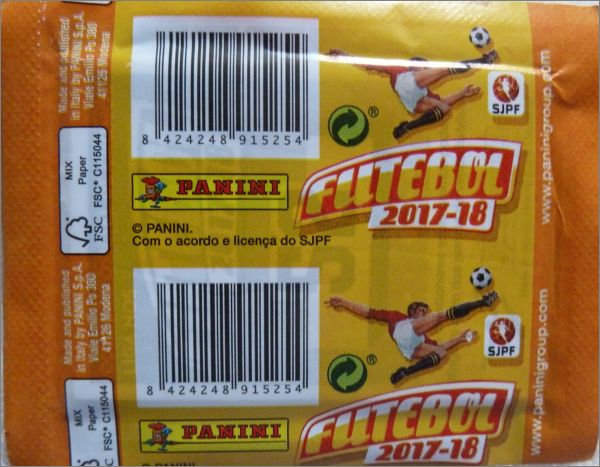 Made and published
in Italy by PANINI S.p.A.
Viale Emilio Po 380
41126 Modena
MIX
Paper
FSC® C115044
FSC
8 424248 915254
®
SJPF
PANINI
FUTEBOL
2017-18
© PANINI.
Com o acordo e licença do SJPF
www.paninigroup.com
Made and published
in Italy by PANINI S.p.A.
Viale Emilio Po 380
41126 Modena
MIX
Paper
FSC® C115044
8 424248 915254
®
SJPF
PANINI
FUTEBOL
2017-18
© PANINI.
www.paninigroup.com